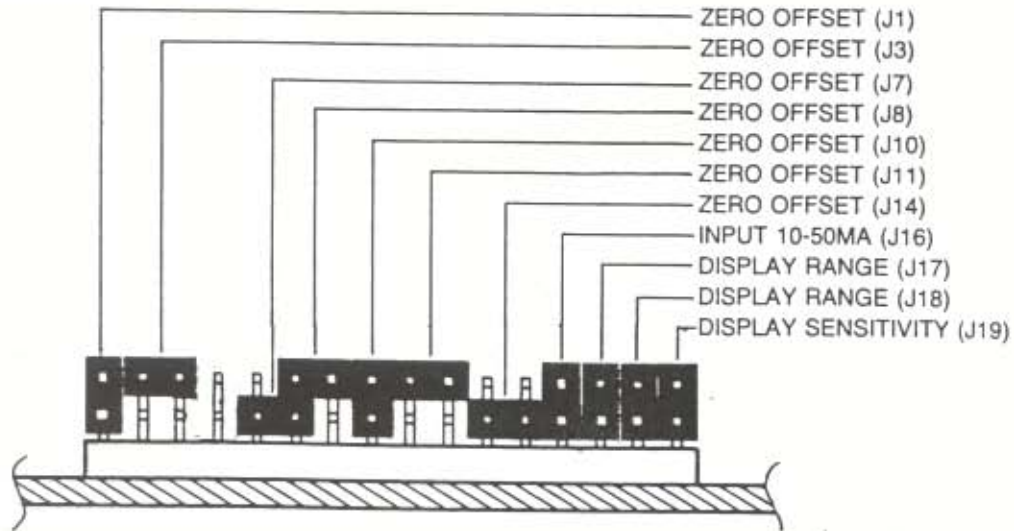 ZERO OFFSET (J1)
ZERO OFFSET (J3)
ZERO OFFSET (J7)
ZERO OFFSET (J8)
ZERO OFFSET (J10)
ZERO OFFSET (J11)
ZERO OFFSET (J14)
INPUT 10-50MA (J16)
DISPLAY RANGE (J17)
DISPLAY RANGE (J18)
DISPLAY SENSITIVITY (J19)